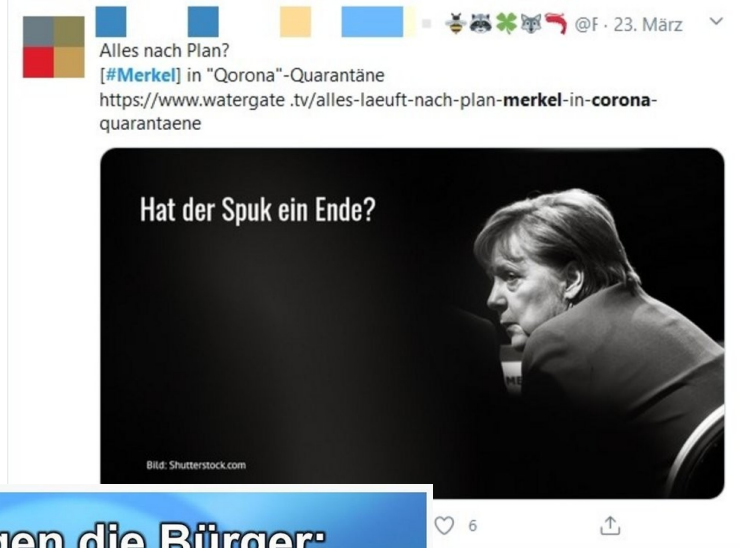 @F · 23. März
Alles nach Plan?
[#Merkel] in "Qorona"-Quarantäne
https://www.watergate .tv/alles-laeuft-nach-plan-merkel-in-corona-
quarantaene
Hat der Spuk ein Ende?
ME
Bild: Shutterstock.com
6
gen die Bürger: